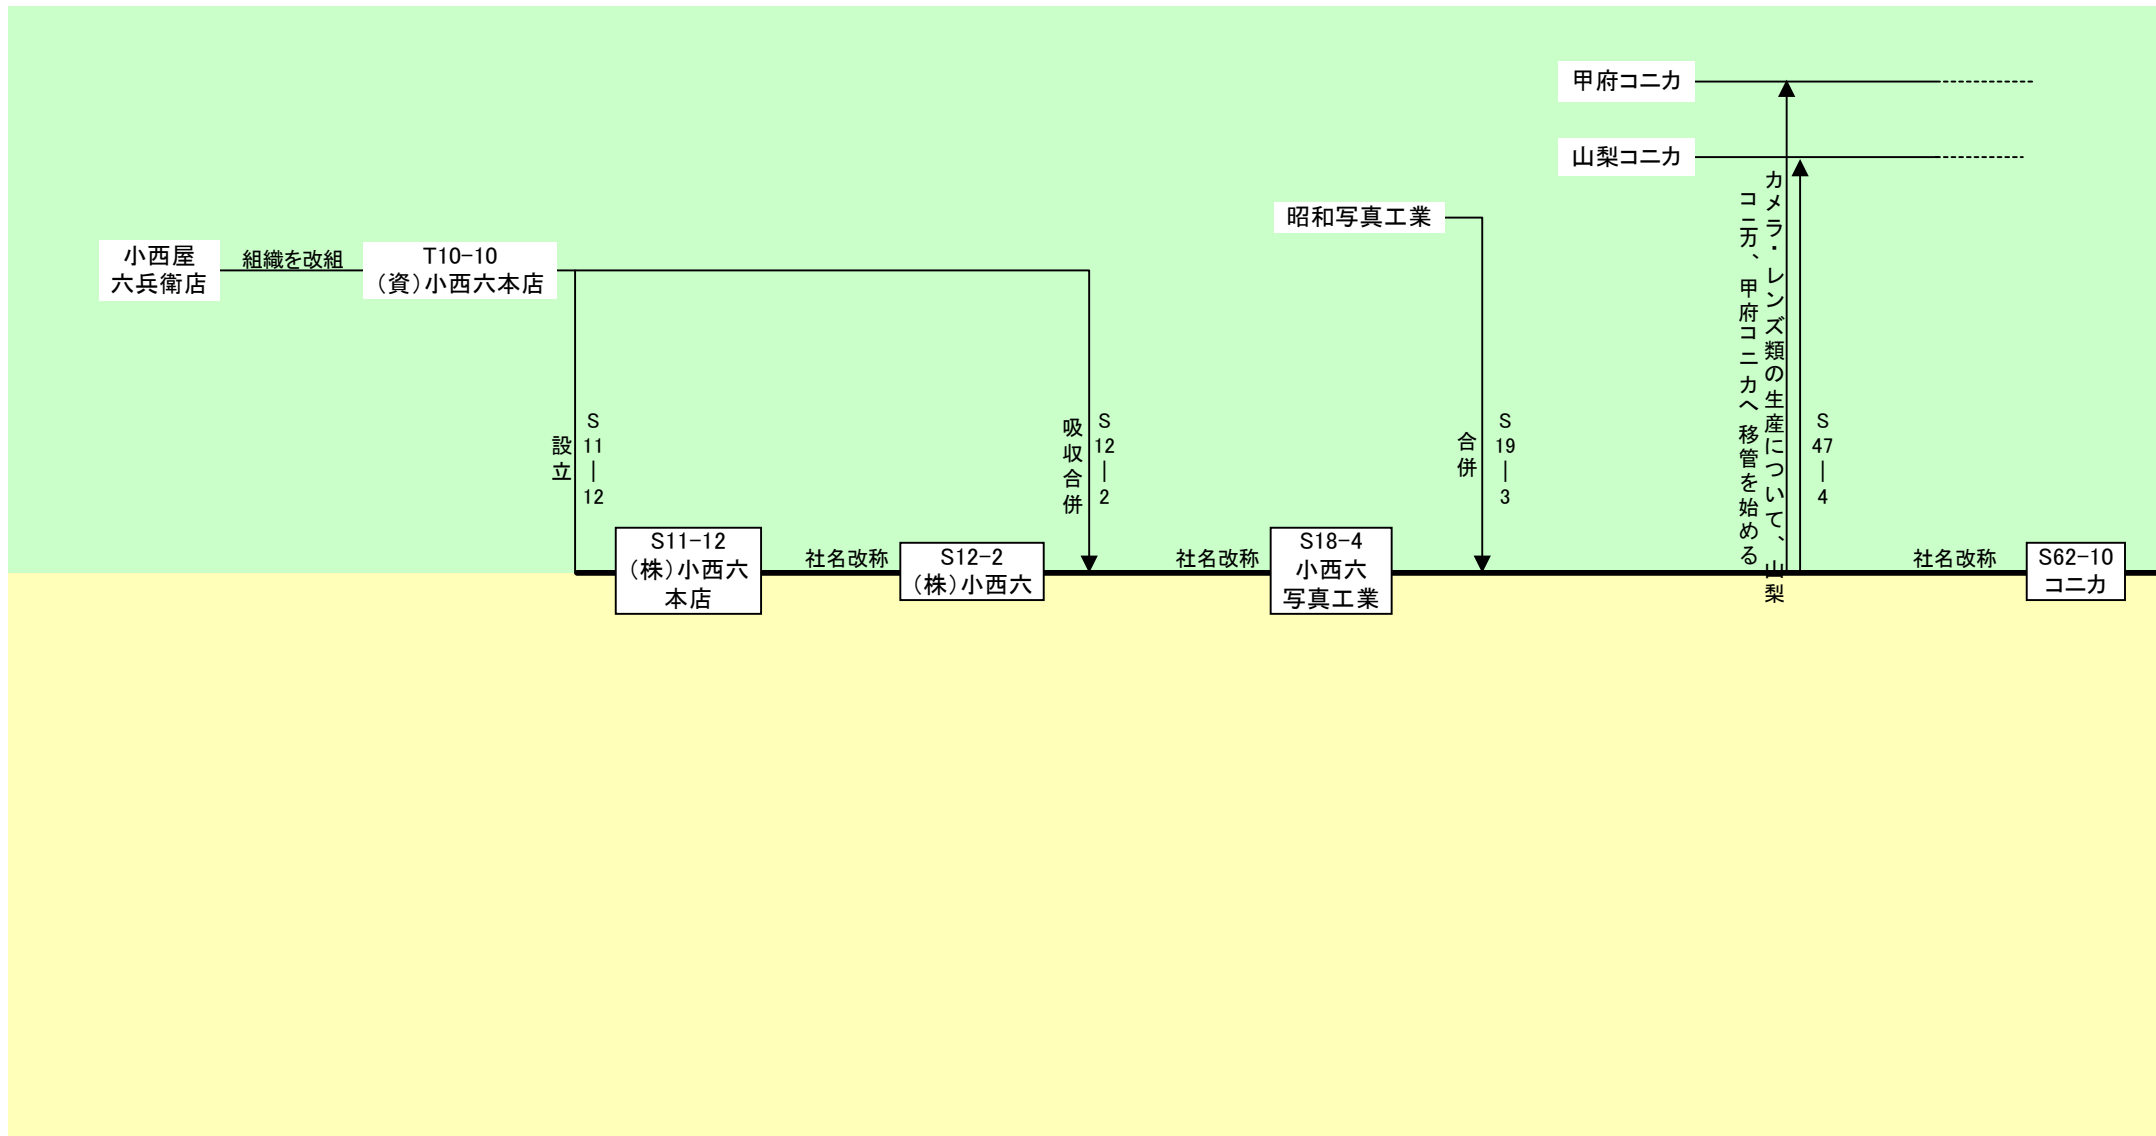 甲府コニカ
山梨コニカ
昭和写真工業
小西屋
六兵衛店
組織を改組
T10-10
（資）小西六本店
設立
S11―12
吸収合併
S12―2
合併
S19―3
カメラ・レンズ類の生産について、山梨
コニカ、甲府コニカへ移管を始める
S47―4
S11-12
（株）小西六
本店
社名改称
S12-2
（株）小西六
社名改称
S18-4
小西六
写真工業
社名改称
S62-10
コニカ